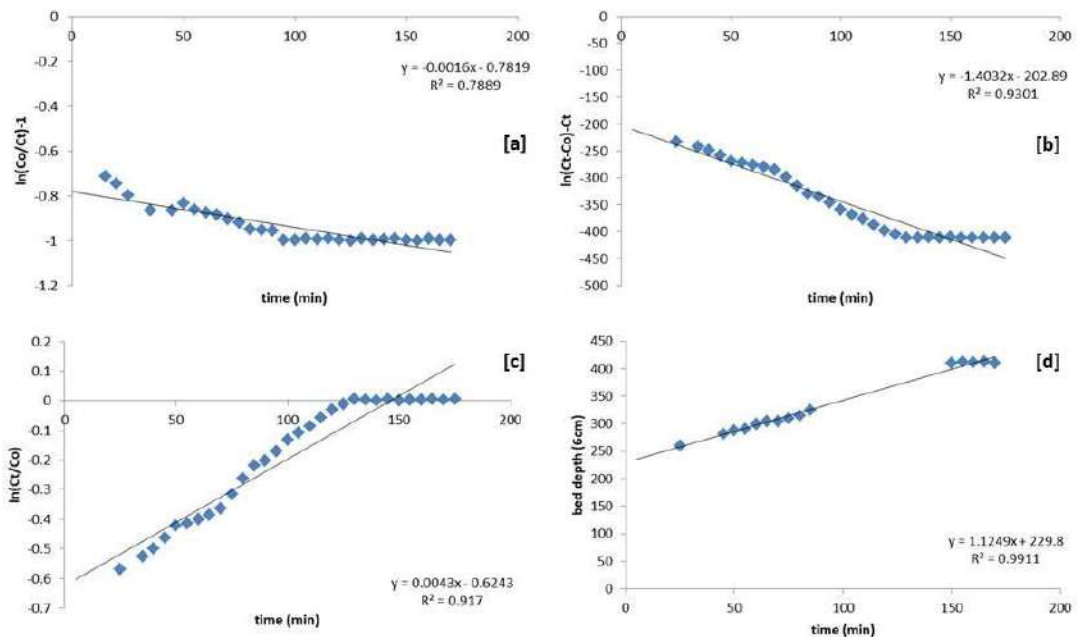 0 50 100 150 200
0
-0.2
-0.4
-0.6
-0.8
-1
-1.2
ln(Co/Ct)-1
y = -0.0016x - 0.7819
R² = 0.7889
[a]
time (min)
0 50 100 150 200
0
-50
-100
-150
-200
-250
-300
-350
-400
-450
-500
ln(Ct-Co)-Ct
y = -1.4032x - 202.89
R² = 0.9301
[b]
time (min)
0.2
0.1
0
-0.1
-0.2
-0.3
-0.4
-0.5
-0.6
-0.7
ln(Ct/Co)
0 50 100 150 200
[c]
y = 0.0043x - 0.6243
R² = 0.917
time (min)
450
400
350
300
250
200
150
100
50
0
bed depth (6cm)
[d]
y = 1.1249x + 229.8
R² = 0.9911
0 50 100 150 200
time (min)